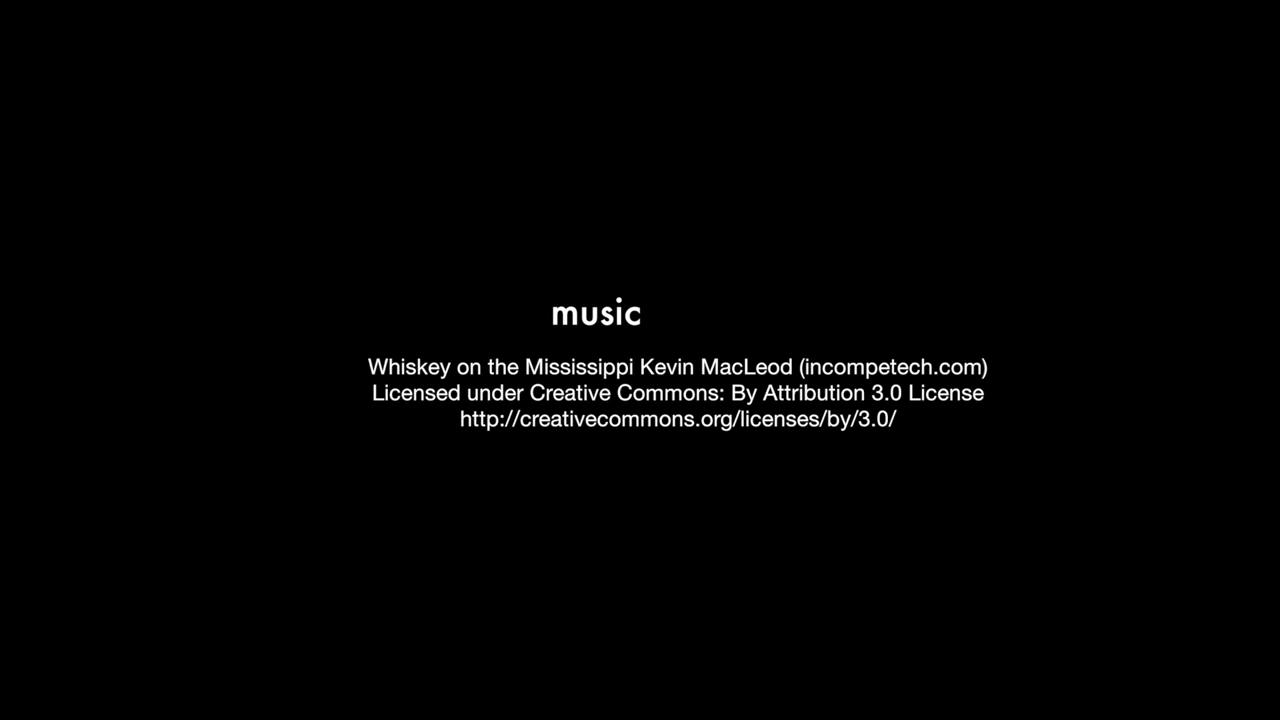 music
Whiskey on the Mississippi Kevin MacLeod (incompetech.com)
Licensed under Creative Commons: By Attribution 3.0 License
http://creativecommons.org/licenses/by/3.0/